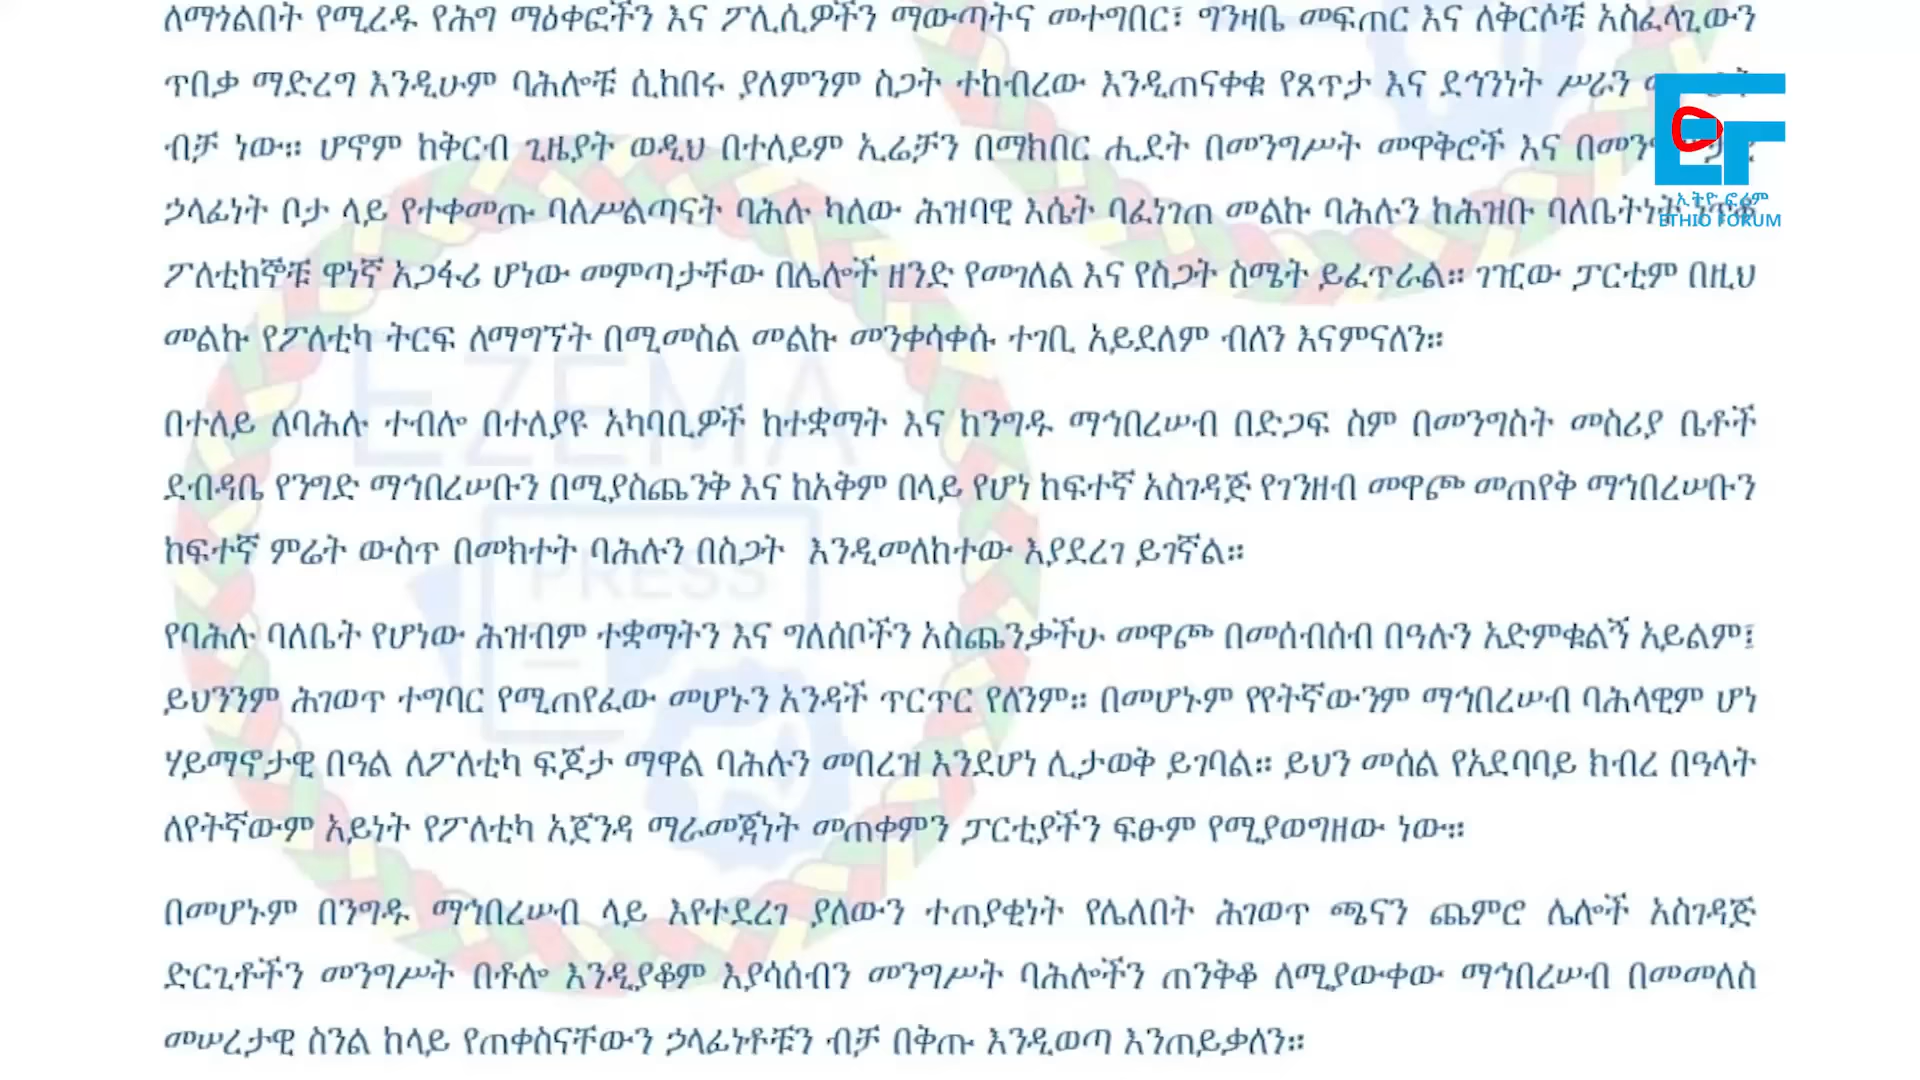 ለማጎልበት የሚረዱ የሕግ ማዕቀፎችን እና ፖሊሲዎችን ማውጣትና መተግበር፣ ግንዛቤ መፍጠር እና ለቅርሶቹ አስፈላጊውን
ጥበቃ ማድረግ እንዲሁም ባሕሎቹ ሲከበሩ ያለምንም ስጋት ተከብረው እንዲጠናቀቁ የጸጥታ እና ደኅንነት ሥራን
ብቻ ነው። ሆኖም ከቅርብ ጊዜያት ወዲህ በተለይም ኢሬቻን በማክበር ሒደት በመንግሥት መዋቅሮች እና
ኃላፊነት ቦታ ላይ የተቀመጡ ባለሥልጣናት ባሕሉ ካለው ሕዝባዊ እሴት ባፈነገጠ መልኩ ባሕሉን ከሕዝቡ ባለቤትነት ነጥቆ
ፖለቲከኞቹ ዋነኛ አጋፋሪ ሆነው መምጣታቸው በሌሎች ዘንድ የመገለል እና የስጋት ስሜት ይፈጥራል። ገዢው ፓርቲም በዚህ
መልኩ የፖለቲካ ትርፍ ለማግኘት በሚመስል መልኩ መንቀሳቀሱ ተገቢ አይደለም ብለን እናምናለን።
በተለይ ለባሕሉ ተብሎ በተለያዩ አካባቢዎች ከተቋማት እና ከንግዱ ማኅበረሠብ በድጋፍ ስም በመንግስት መስሪያ ቤቶች
ደብዳቤ የንግድ ማኅበረሠቡን በሚያስጨንቅ እና ከአቅም በላይ የሆነ ከፍተኛ አስገዳጅ የገንዘብ መዋጮ መጠየቅ ማኅበረሠቡን
ከፍተኛ ምሬት ውስጥ በመክተት ባሕሉን በስጋት እንዲመለከተው እያደረገ ይገኛል።
የባሕሉ ባለቤት የሆነው ሕዝብም ተቋማትን እና ግለሰቦችን አስጨንቃችሁ መዋጮ በመሰብሰብ በዓሉን አድምቁልኝ አይልም፤
ይህንንም ሕገወጥ ተግባር የሚጠየፈው መሆኑን አንዳች ጥርጥር የለንም። በመሆኑም የየትኛውንም ማኅበረሠብ ባሕላዊም ሆነ
ሃይማኖታዊ በዓል ለፖለቲካ ፍጆታ ማዋል ባሕሉን መበረዝ እንደሆነ ሊታወቅ ይገባል። ይህን መሰል የአደባባይ ክብረ በዓላት
ለየትኛውም አይነት የፖለቲካ አጀንዳ ማራመጃነት መጠቀምን ፓርቲያችን ፍፁም የሚያወግዘው ነው።
በመሆኑም በንግዱ ማኅበረሠብ ላይ እየተደረገ ያለውን ተጠያቂነት የሌለበት ሕገወጥ ጫናን ጨምሮ ሌሎች አስገዳጅ
ድርጊቶችን መንግሥት በቶሎ እንዲያቆም እያሳሰብን መንግሥት ባሕሎችን ጠንቅቆ ለሚያውቀው ማኅበረሠብ በመመለስ
መሠረታዊ ስንል ከላይ የጠቀስናቸውን ኃላፊነቶቹን ብቻ በቅጡ እንዲወጣ እንጠይቃለን።
EF
ኢትዮ ፎረም
ETHIO FORUM
EZEMA
PRESS